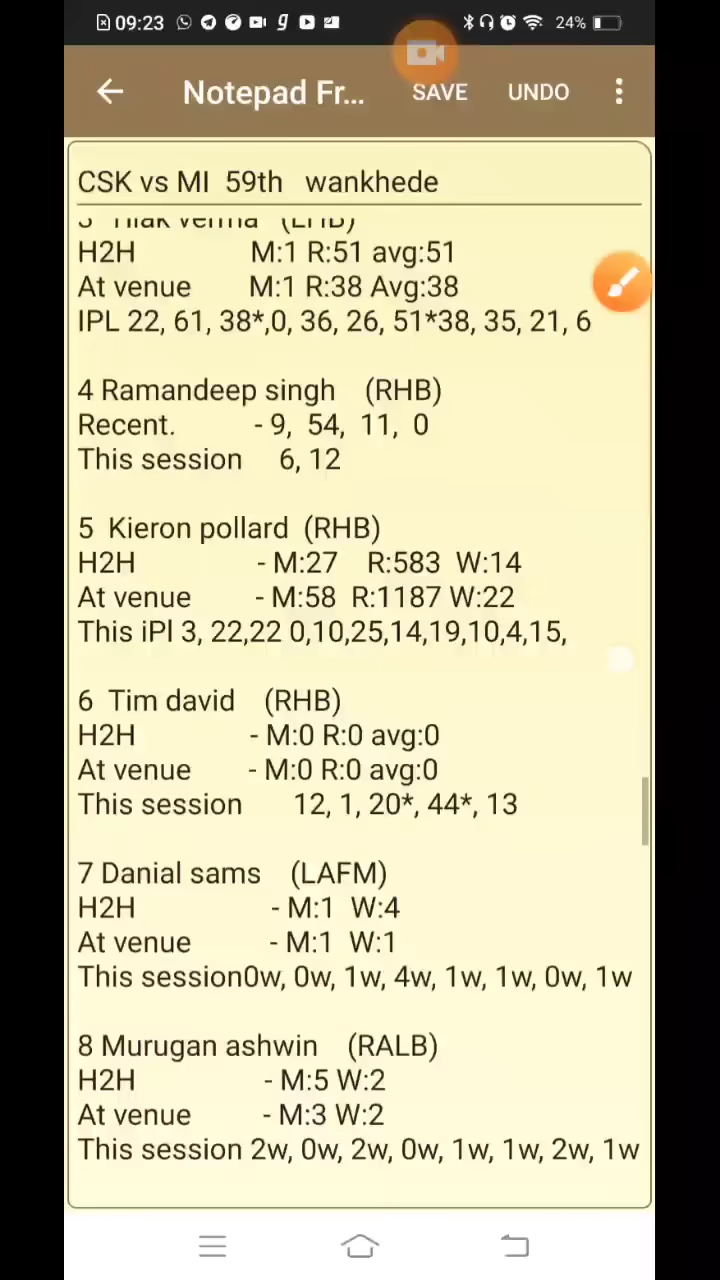 09:23 24%
Notepad Fr... SAVE UNDO
CSK vs MI 59th wankhede
3 Tilak verma (LHB)
H2H M:1 R:51 avg:51
At venue M:1 R:38 Avg:38
IPL 22, 61, 38*,0, 36, 26, 51*38, 35, 21, 6
4 Ramandeep singh (RHB)
Recent. - 9, 54, 11, 0
This session 6, 12
5 Kieron pollard (RHB)
H2H - M:27 R:583 W:14
At venue - M:58 R:1187 W:22
This iPl 3, 22,22 0,10,25,14,19,10,4,15,
6 Tim david (RHB)
H2H - M:0 R:0 avg:0
At venue - M:0 R:0 avg:0
This session 12, 1, 20*, 44*, 13
7 Danial sams (LAFM)
H2H - M:1 W:4
At venue - M:1 W:1
This session0w, 0w, 1w, 4w, 1w, 1w, 0w, 1w
8 Murugan ashwin (RALB)
H2H - M:5 W:2
At venue - M:3 W:2
This session 2w, 0w, 2w, 0w, 1w, 1w, 2w, 1w